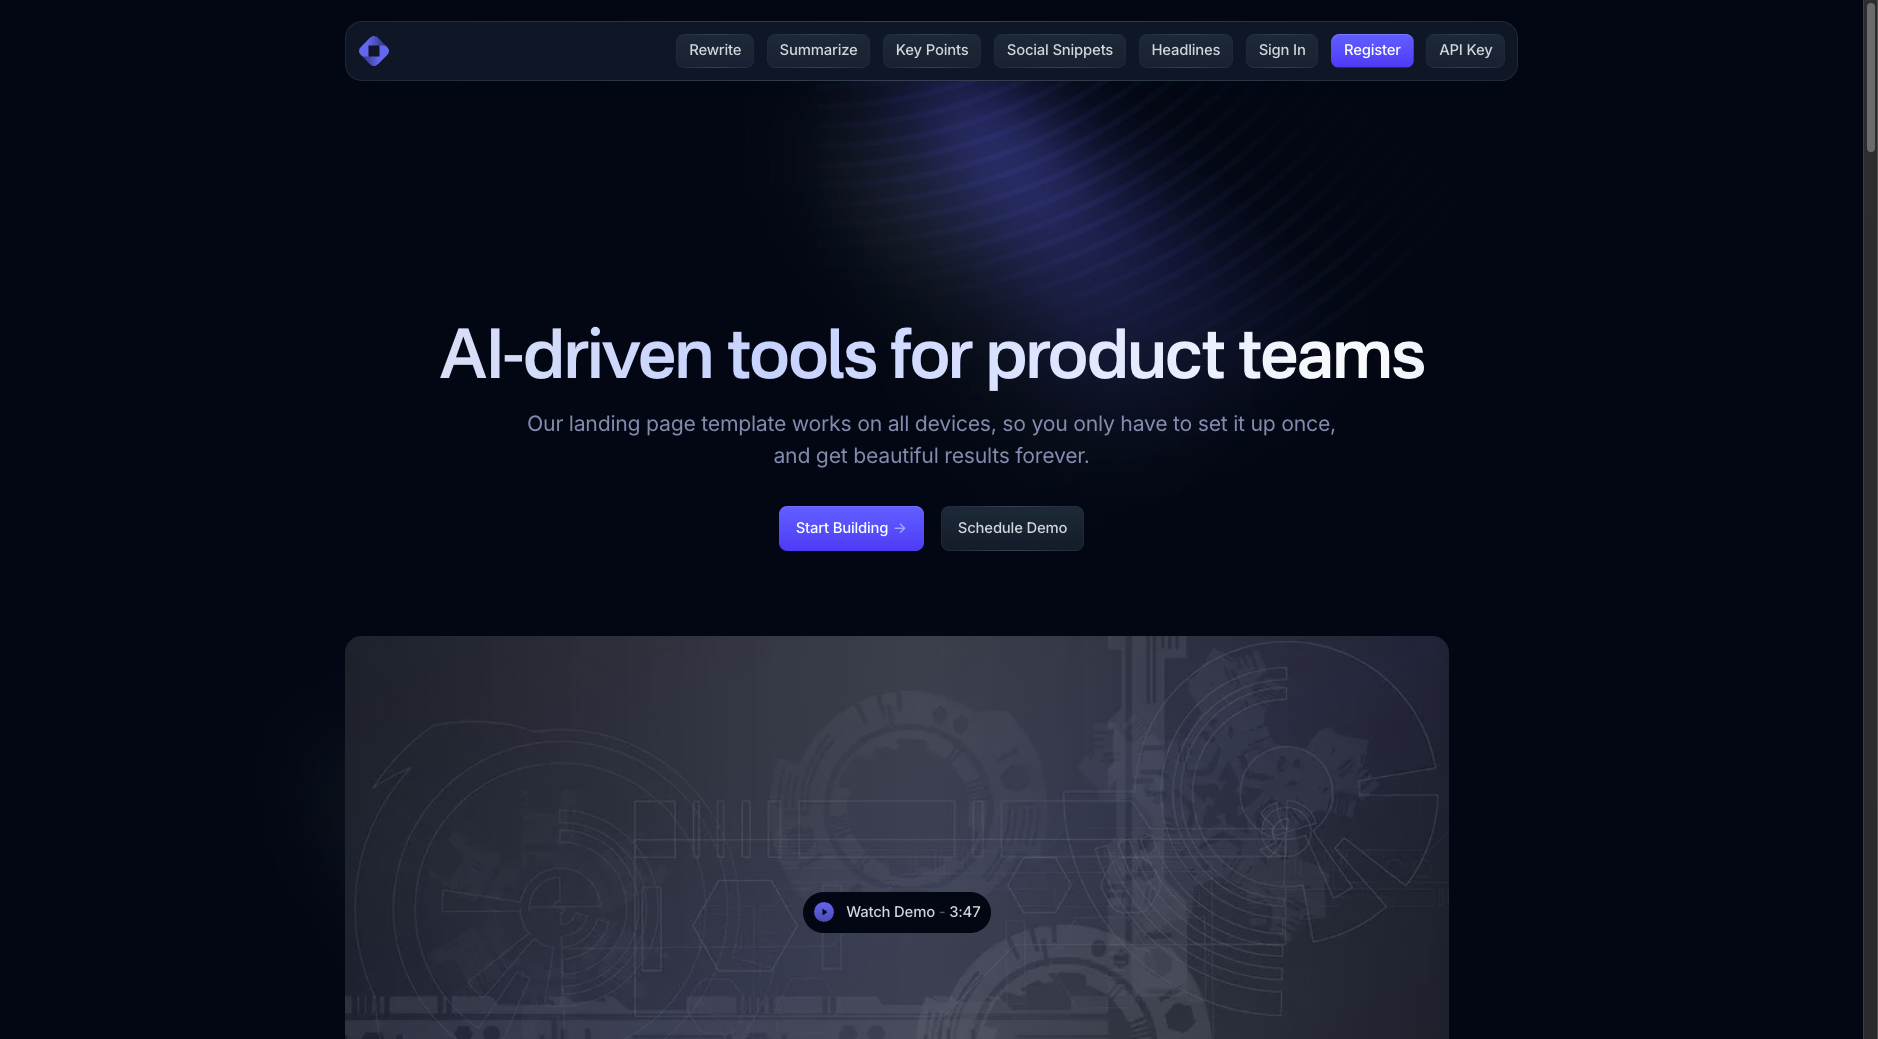 Rewrite
Summarize
Key Points
Social Snippets
Headlines
Sign In
Register
API Key
AI-driven tools for product teams
Our landing page template works on all devices, so you only have to set it up once,
and get beautiful results forever.
Start Building →
Schedule Demo
Watch Demo - 3:47